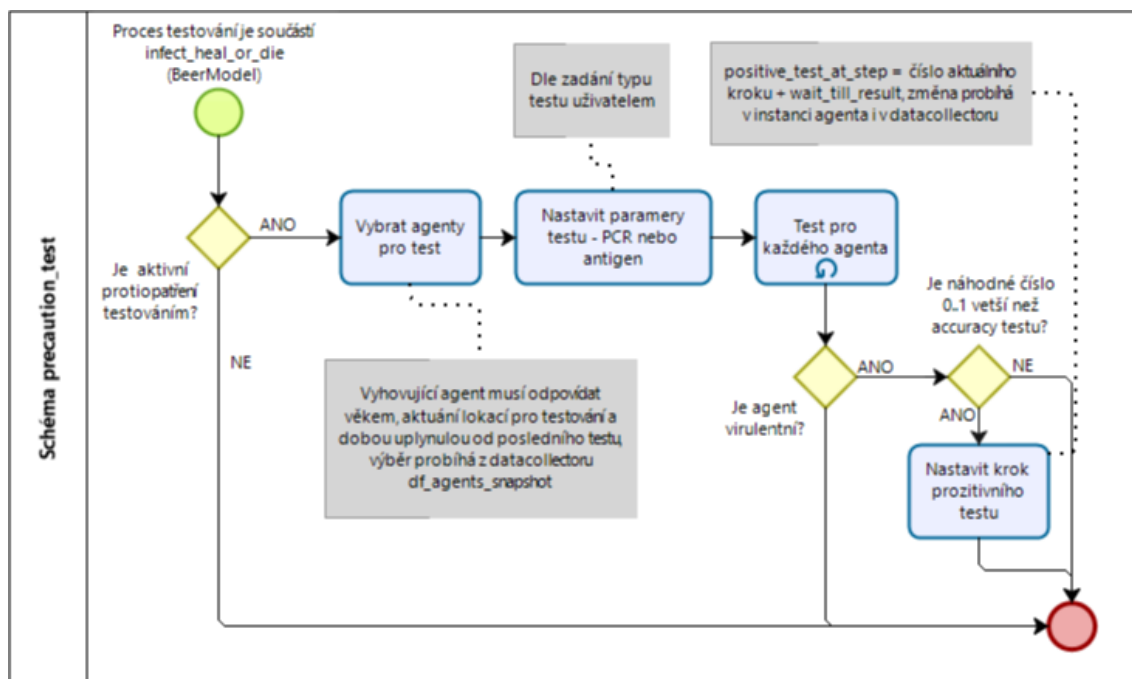 Schéma precaution_test
Proces testování je součástí
infect_heal_or_die
(BeerModel)
Dle zadání typu
testu uživatelem
positive_test_at_step = číslo aktuálního
kroku + wait_till_result, změna probíhá
v instanci agenta i v datacollectoru
ANO
Vybrat agenty
pro test
Nastavit paramery
testu - PCR nebo
antigen
Test pro
každého agenta
Je aktivní
protiopatření
testováním?
Je náhodné číslo
0..1 vetší než
accuracy testu?
NE
ANO
NE
Vyhovující agent musí odpovídat
věkem, aktuání lokací pro testování a
dobou uplynulou od posledního testu,
výběr probíhá z datacollectoru
df_agents_snapshot
Je agent
virulentní?
ANO
Nastavit krok
prozitivního
testu